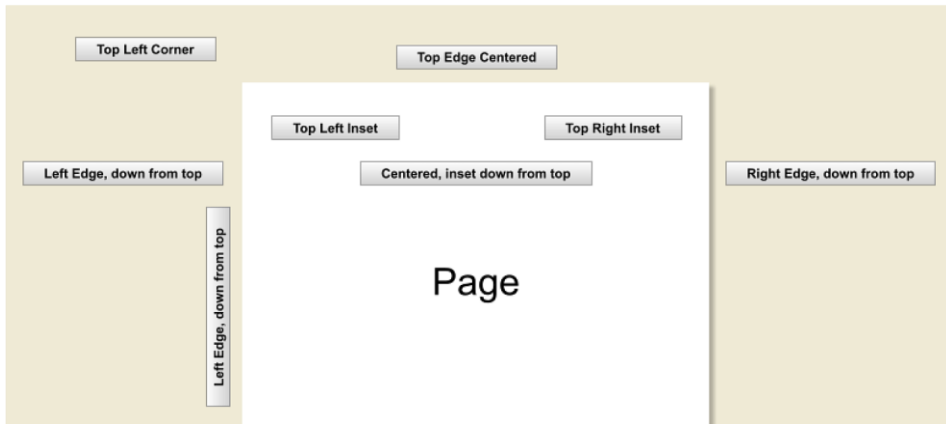 Top Left Corner
Top Edge Centered
Top Left Inset
Top Right Inset
Left Edge, down from top
Centered, inset down from top
Right Edge, down from top
Left Edge, down from top
Page